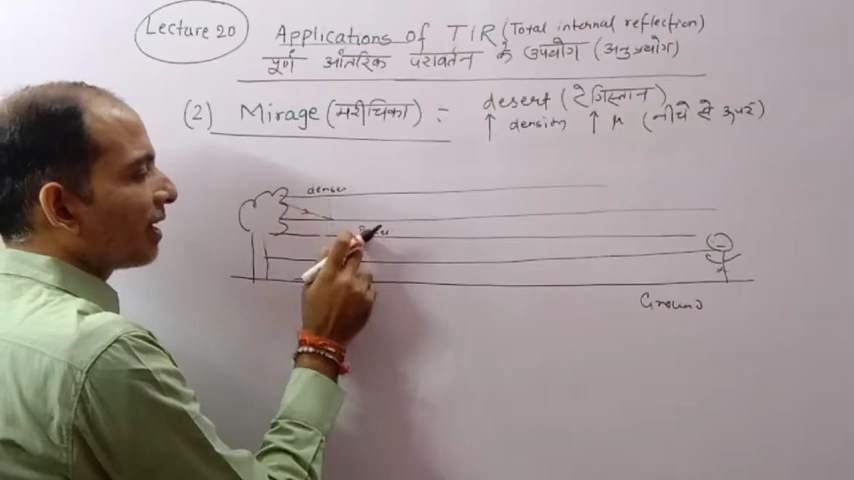 Lecture 20
Applications of TIR (Total internal reflection)
पूर्ण आंतरिक परावर्तन के उपयोग (अनुप्रयोग)
(2) Mirage (मरीचिका) :- desert (रेगिस्तान)
↑ density ↑ μ (नीचे से ऊपर)
denser
Ground